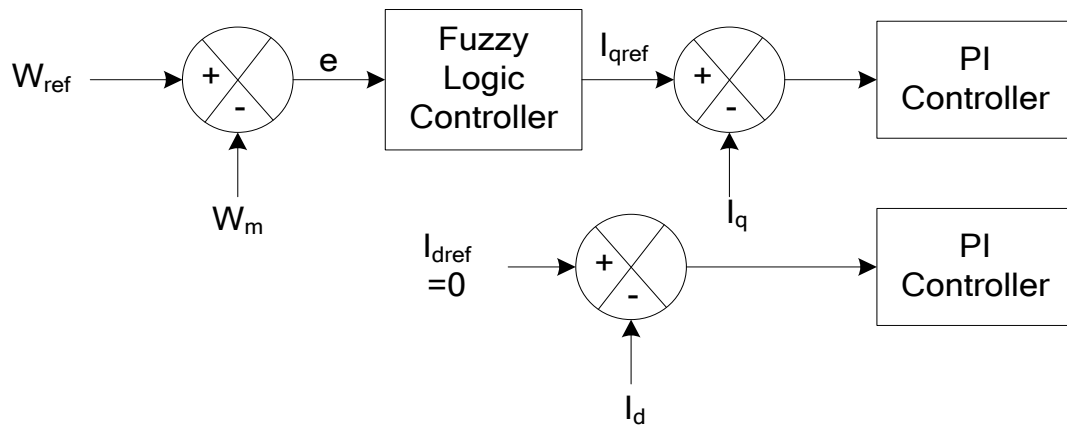 W_ref
+
-
W_m
e
Fuzzy
Logic
Controller
I_qref
+
-
I_q
PI
Controller
I_dref
=0
+
-
I_d
PI
Controller